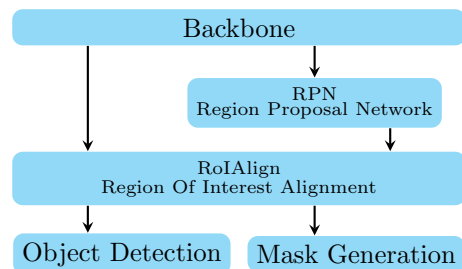 Backbone
RPN
Region Proposal Network
RoIAlign
Region Of Interest Alignment
Object Detection
Mask Generation